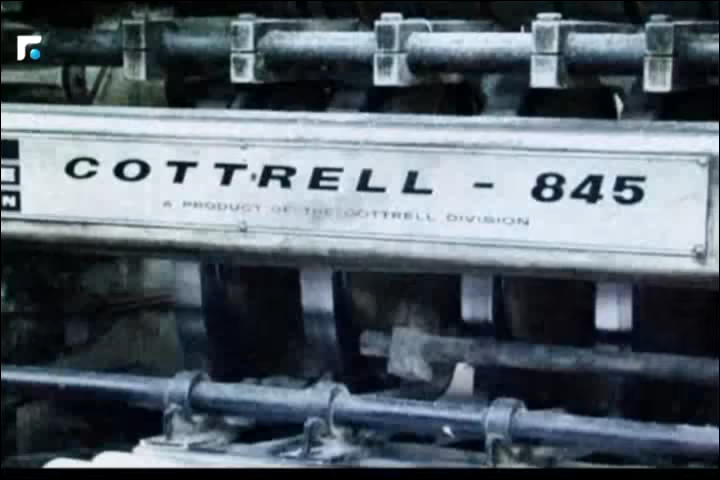 COTTRELL - 845
A PRODUCT OF THE COTTRELL DIVISION
N